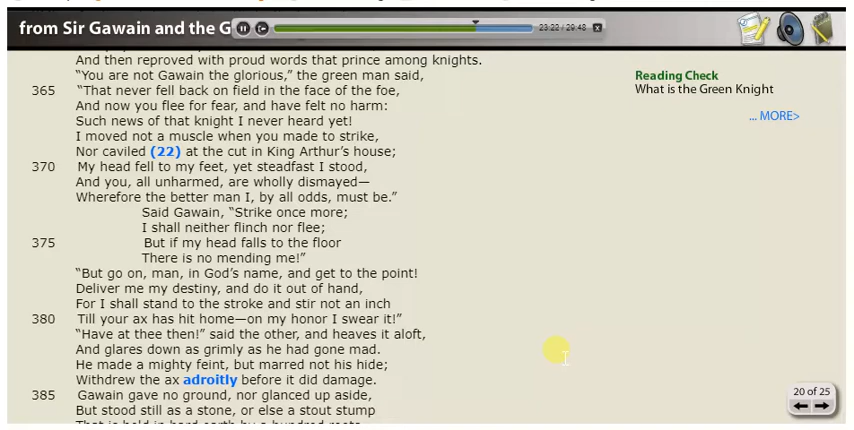 from Sir Gawain and the G
23:22 / 29:48
x
And then reproved with proud words that prince among knights.
"You are not Gawain the glorious," the green man said,
365 "That never fell back on field in the face of the foe,
And now you flee for fear, and have felt no harm:
Such news of that knight I never heard yet!
I moved not a muscle when you made to strike,
Nor caviled (22) at the cut in King Arthur's house;
370 My head fell to my feet, yet steadfast I stood,
And you, all unharmed, are wholly dismayed—
Wherefore the better man I, by all odds, must be."
Said Gawain, "Strike once more;
I shall neither flinch nor flee;
375 But if my head falls to the floor
There is no mending me!"
"But go on, man, in God's name, and get to the point!
Deliver me my destiny, and do it out of hand,
For I shall stand to the stroke and stir not an inch
380 Till your ax has hit home—on my honor I swear it!"
"Have at thee then!" said the other, and heaves it aloft,
And glares down as grimly as he had gone mad.
He made a mighty feint, but marred not his hide;
Withdrew the ax adroitly before it did damage.
385 Gawain gave no ground, nor glanced up aside,
But stood still as a stone, or else a stout stump
That is held in hard earth by a hundred roots.
Reading Check
What is the Green Knight
... MORE>
20 of 25